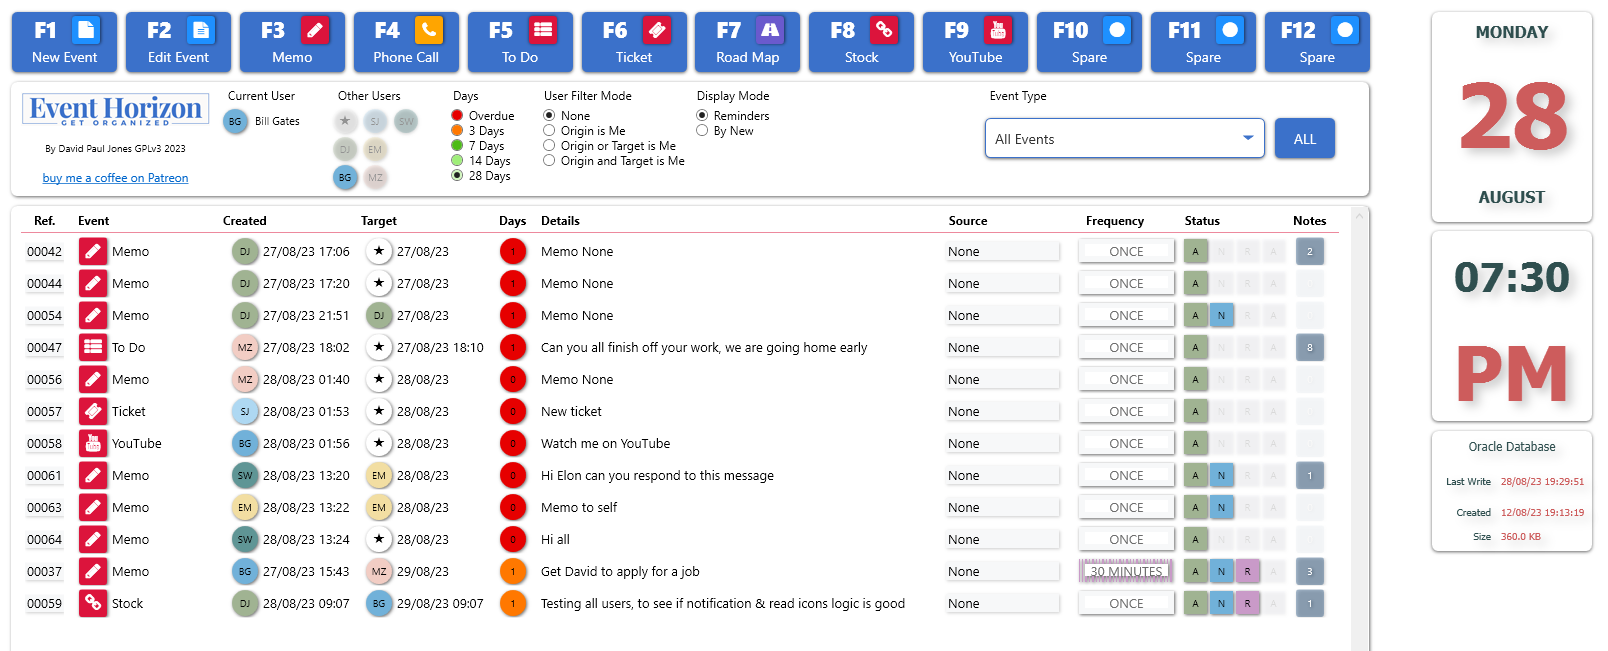 F1 F2 F3 F4 F5 F6 F7 F8 F9 F10 F11 F12
New Event Edit Event Memo Phone Call To Do Ticket Road Map Stock YouTube Spare Spare Spare
Event Horizon
GET ORGANIZED
By David Paul Jones GPLv3 2023
buy me a coffee on Patreon
Current User
BG Bill Gates
Other Users
★ SJ SW
DJ EM
BG MZ
Days
Overdue
3 Days
7 Days
14 Days
28 Days
User Filter Mode
None
Origin is Me
Origin or Target is Me
Origin and Target is Me
Display Mode
Reminders
By New
Event Type
All Events
ALL
Ref. Event Created Target Days Details Source Frequency Status Notes
00042 Memo DJ 27/08/23 17:06 ★ 27/08/23 1 Memo None None ONCE A N R A 2
00044 Memo DJ 27/08/23 17:20 ★ 27/08/23 1 Memo None None ONCE A N R A
00054 Memo DJ 27/08/23 21:51 DJ 27/08/23 1 Memo None None ONCE A N R A
00047 To Do MZ 27/08/23 18:02 ★ 27/08/23 18:10 1 Can you all finish off your work, we are going home early None ONCE A N R A 8
00056 Memo MZ 28/08/23 01:40 ★ 28/08/23 0 Memo None None ONCE A N R A
00057 Ticket SJ 28/08/23 01:53 ★ 28/08/23 0 New ticket None ONCE A N R A
00058 YouTube BG 28/08/23 01:56 ★ 28/08/23 0 Watch me on YouTube None ONCE A N R A
00061 Memo SW 28/08/23 13:20 EM 28/08/23 0 Hi Elon can you respond to this message None ONCE A N R A 1
00063 Memo EM 28/08/23 13:22 EM 28/08/23 0 Memo to self None ONCE A N R A
00064 Memo SW 28/08/23 13:24 ★ 28/08/23 0 Hi all None ONCE A N R A
00037 Memo BG 27/08/23 15:43 MZ 29/08/23 1 Get David to apply for a job None 30 MINUTES A N R A 3
00059 Stock DJ 28/08/23 09:07 BG 29/08/23 09:07 1 Testing all users, to see if notification & read icons logic is good None ONCE A N R A 1
MONDAY
28
AUGUST
07:30
PM
Oracle Database
Last Write 28/08/23 19:29:51
Created 12/08/23 19:13:19
Size 360.0 KB